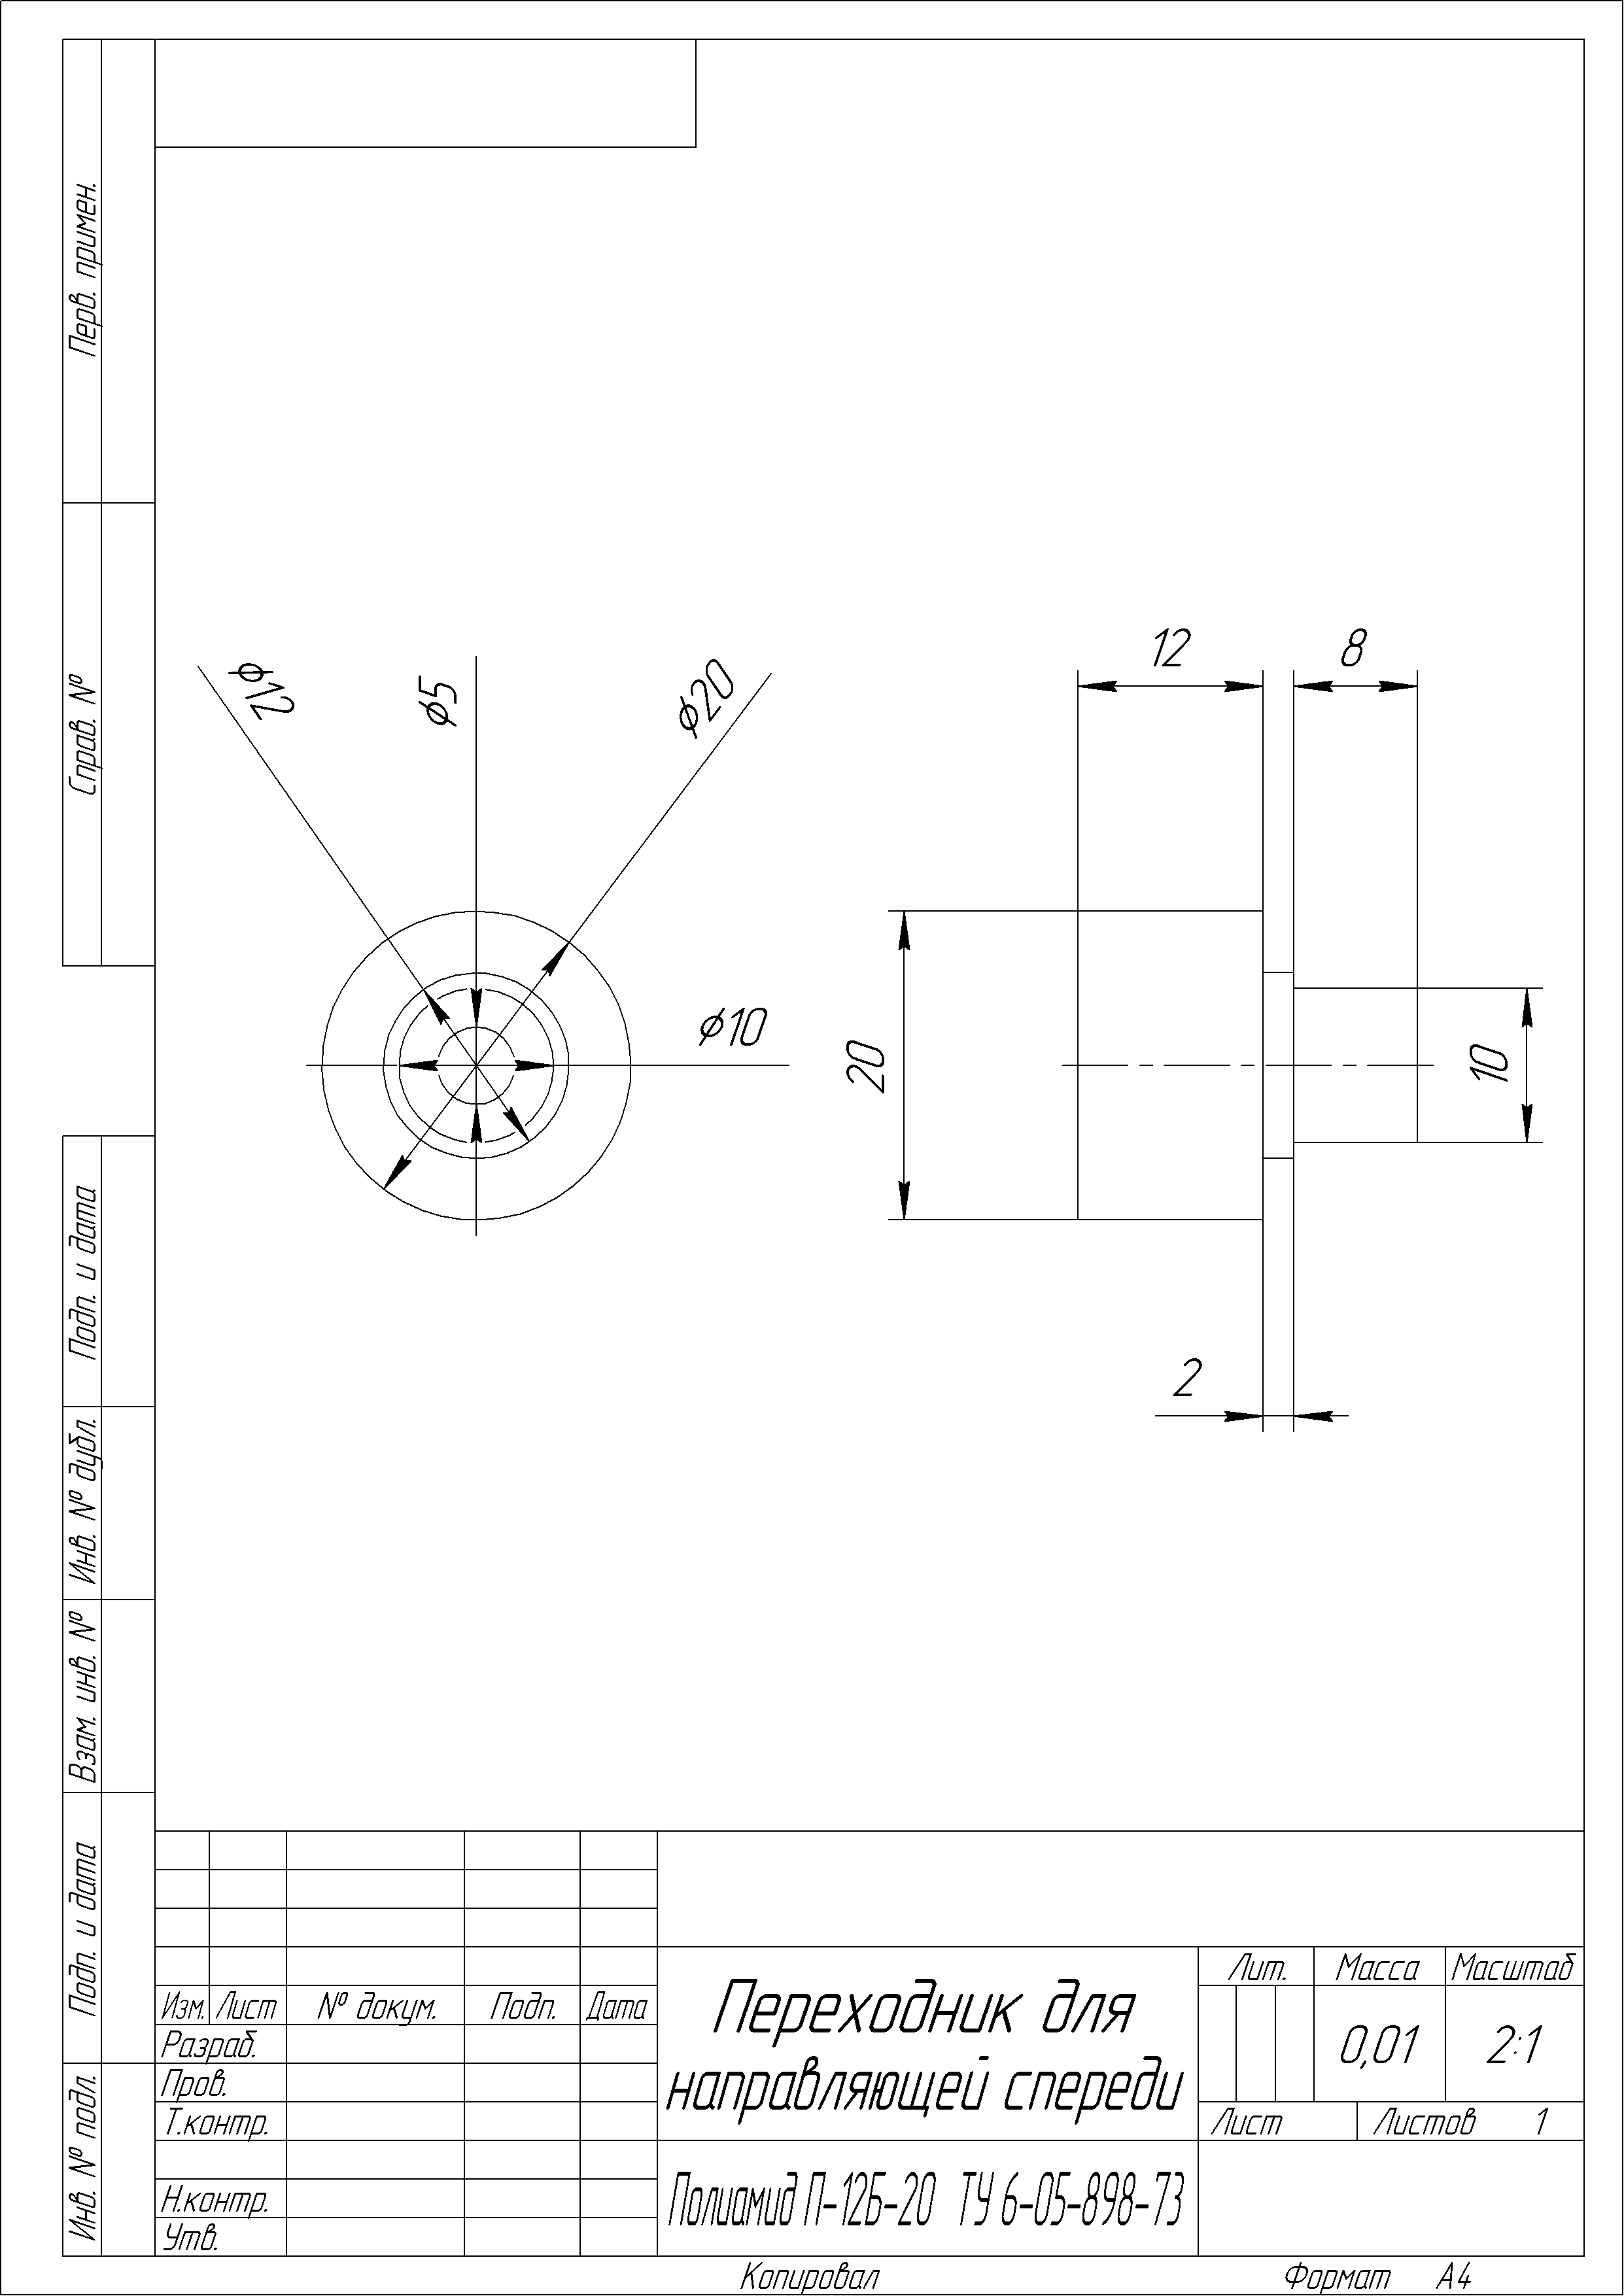 Перв. примен.
Справ. №
Подп. и дата
Инв. № дубл.
Взам. инв. №
Подп. и дата
Инв. № подл.
ϕ12
ϕ5
ϕ20
ϕ10
12
8
20
10
2
Изм. Лист № докум. Подп. Дата
Разраб.
Пров.
Т.контр.
Н.контр.
Утв.
Переходник для
направляющей спереди
Полиамид П-12Б-20 ТУ 6-05-898-73
Лит. Масса Масштаб
0,01 2:1
Лист Листов 1
Копировал Формат А4